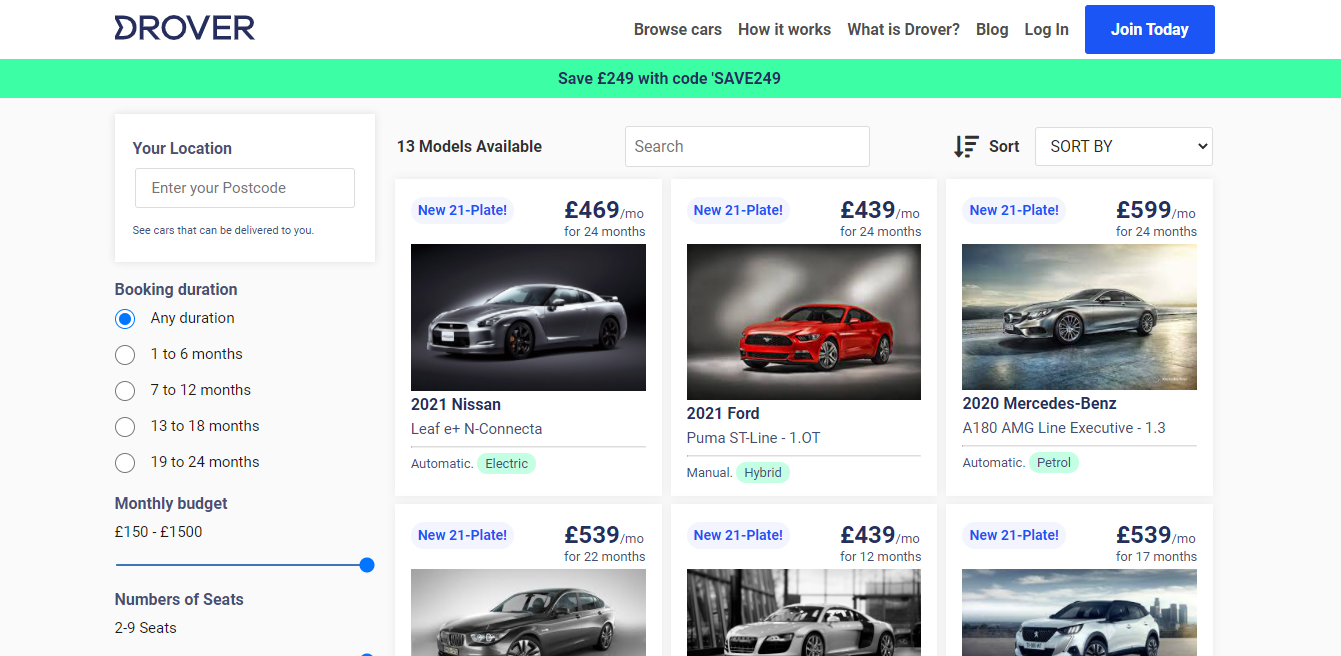 DROVER
Browse cars How it works What is Drover? Blog Log In Join Today
Save £249 with code 'SAVE249
Your Location
Enter your Postcode
See cars that can be delivered to you.
Booking duration
Any duration
1 to 6 months
7 to 12 months
13 to 18 months
19 to 24 months
Monthly budget
£150 - £1500
Numbers of Seats
2-9 Seats
13 Models Available
Search
Sort
SORT BY
New 21-Plate!
£469/mo
for 24 months
2021 Nissan
Leaf e+ N-Connecta
Automatic. Electric
New 21-Plate!
£439/mo
for 24 months
2021 Ford
Puma ST-Line - 1.OT
Manual. Hybrid
New 21-Plate!
£599/mo
for 24 months
2020 Mercedes-Benz
A180 AMG Line Executive - 1.3
Automatic. Petrol
New 21-Plate!
£539/mo
for 22 months
New 21-Plate!
£439/mo
for 12 months
New 21-Plate!
£539/mo
for 17 months